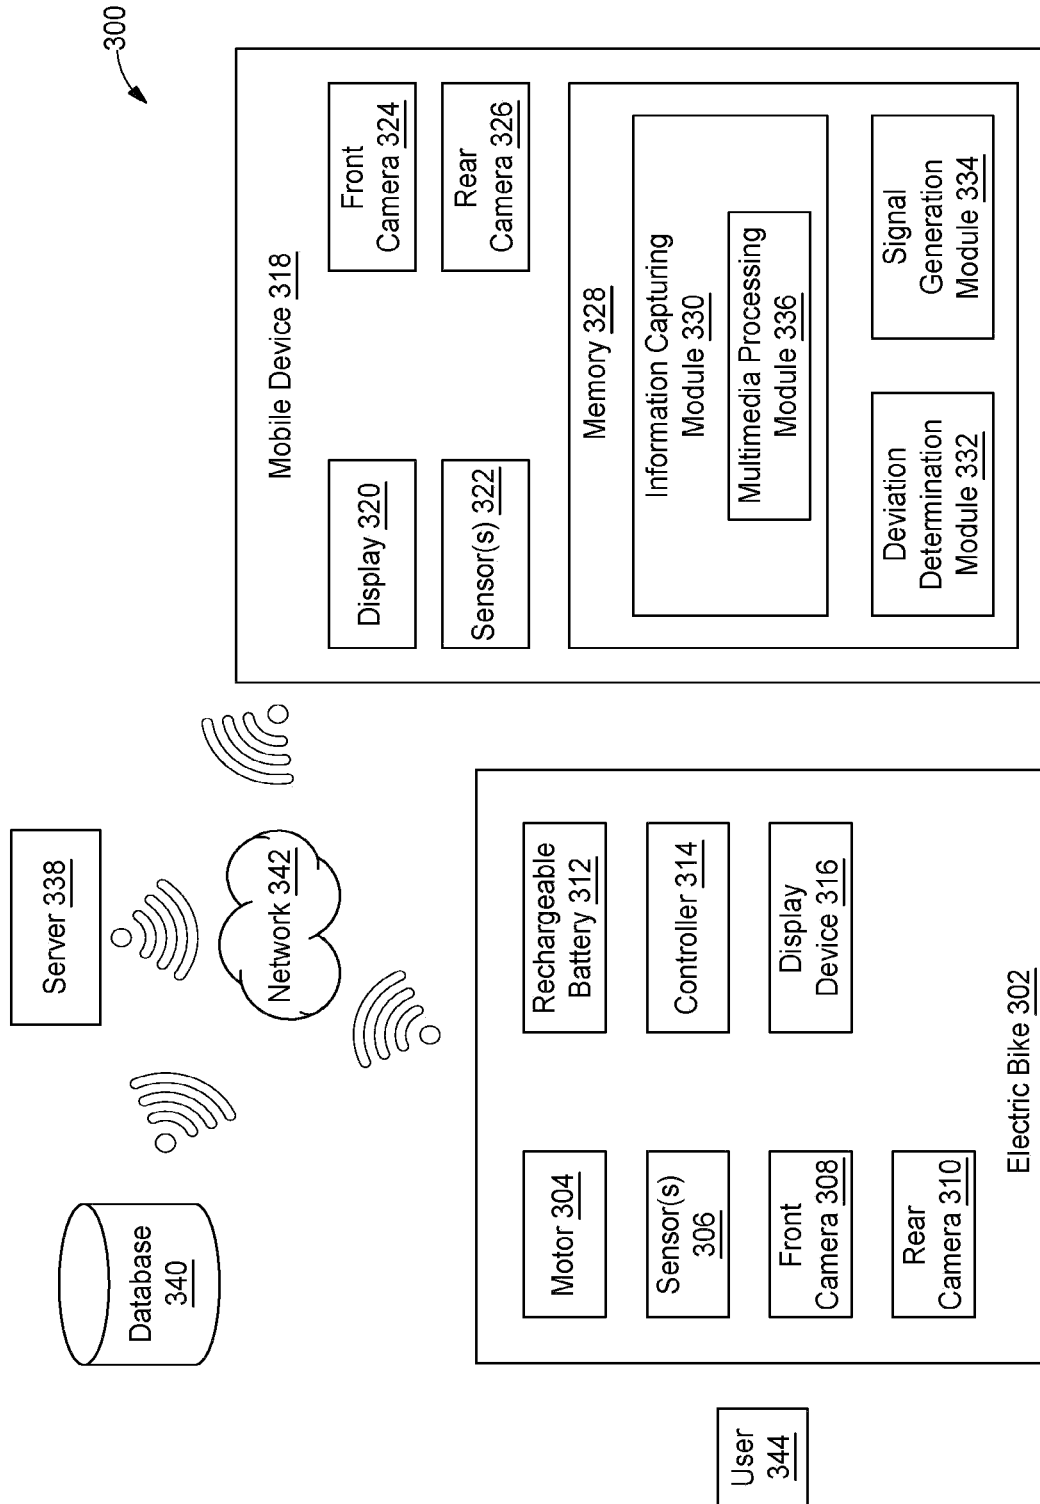 300
Server 338
Database
340
Network 342
User
344
Electric Bike 302
Motor 304
Sensor(s)
306
Front
Camera 308
Rear
Camera 310
Rechargeable
Battery 312
Controller 314
Display
Device 316
Mobile Device 318
Display 320
Sensor(s) 322
Front
Camera 324
Rear
Camera 326
Memory 328
Information Capturing
Module 330
Multimedia Processing
Module 336
Deviation
Determination
Module 332
Signal
Generation
Module 334